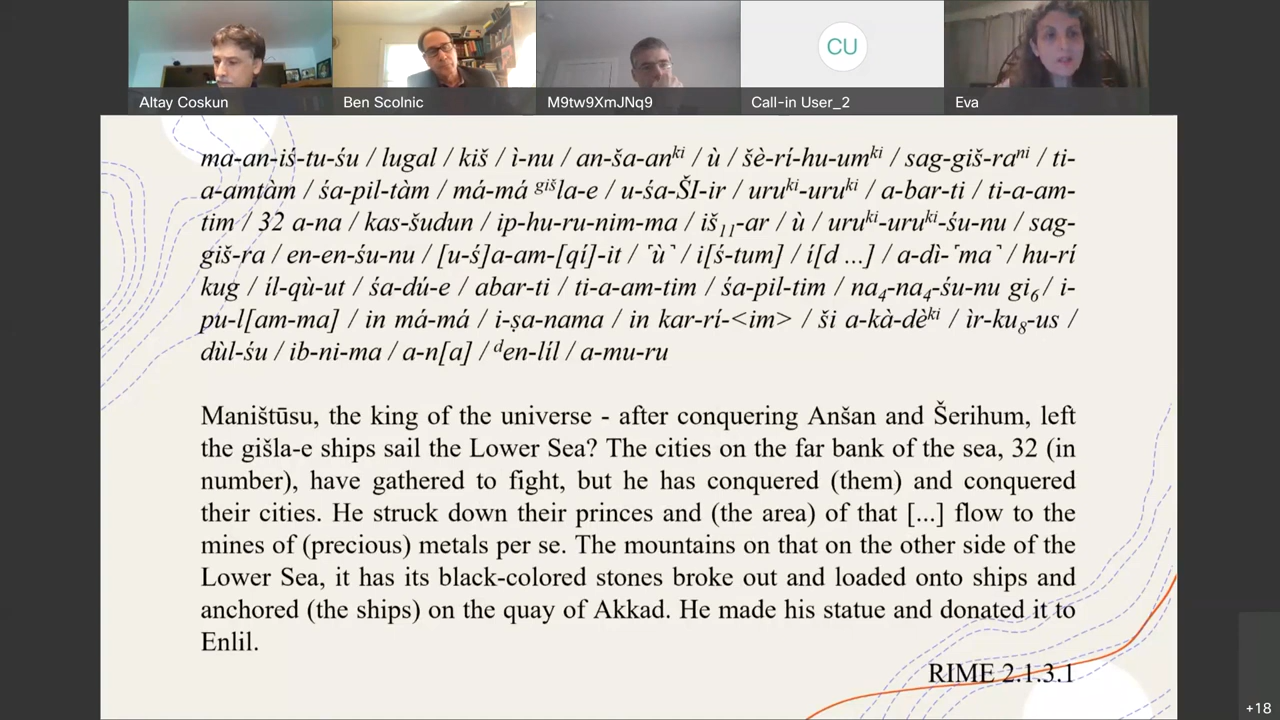 Altay Coskun
Ben Scolnic
M9tw9XmJNq9
CU
Call-in User_2
Eva
ma-an-iś-tu-śu / lugal / kiš / ì-nu / an-ša-anᵏⁱ / ù / šè-rí-hu-umᵏⁱ / sag-giš-raⁿⁱ / ti-
a-amtàm / śa-pil-tàm / má-má ᵍⁱˢ̌la-e / u-śa-ŠI-ir / uruᵏⁱ-uruᵏⁱ / a-bar-ti / ti-a-am-
tim / 32 a-na / kas-šudun / ip-hu-ru-nim-ma / iš₁₁-ar / ù / uruᵏⁱ-uruᵏⁱ-śu-nu / sag-
giš-ra / en-en-śu-nu / [u-ś]a-am-[qí]-it / ⸢ù⸣ / i[ś-tum] / í[d ...] / a-dì-⸢ma⸣ / hu-rí
kug / íl-qù-ut / śa-dú-e / abar-ti / ti-a-am-tim / śa-pil-tim / na₄-na₄-śu-nu gi₆ / i-
pu-l[am-ma] / in má-má / i-ṣa-nama / in kar-rí-<im> / ši a-kà-dèᵏⁱ / ìr-ku₈-us /
dùl-śu / ib-ni-ma / a-n[a] / ᵈen-líl / a-mu-ru
Maništūsu, the king of the universe - after conquering Anšan and Šerihum, left
the gišla-e ships sail the Lower Sea? The cities on the far bank of the sea, 32 (in
number), have gathered to fight, but he has conquered (them) and conquered
their cities. He struck down their princes and (the area) of that [...] flow to the
mines of (precious) metals per se. The mountains on that on the other side of the
Lower Sea, it has its black-colored stones broke out and loaded onto ships and
anchored (the ships) on the quay of Akkad. He made his statue and donated it to
Enlil.
RIME 2.1.3.1
+18